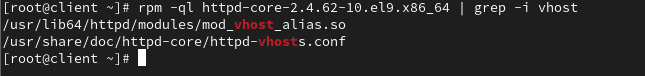 [root@client ~]# rpm -ql httpd-core-2.4.62-10.el9.x86_64 | grep -i vhost
/usr/lib64/httpd/modules/mod_vhost_alias.so
/usr/share/doc/httpd-core/httpd-vhosts.conf
[root@client ~]#